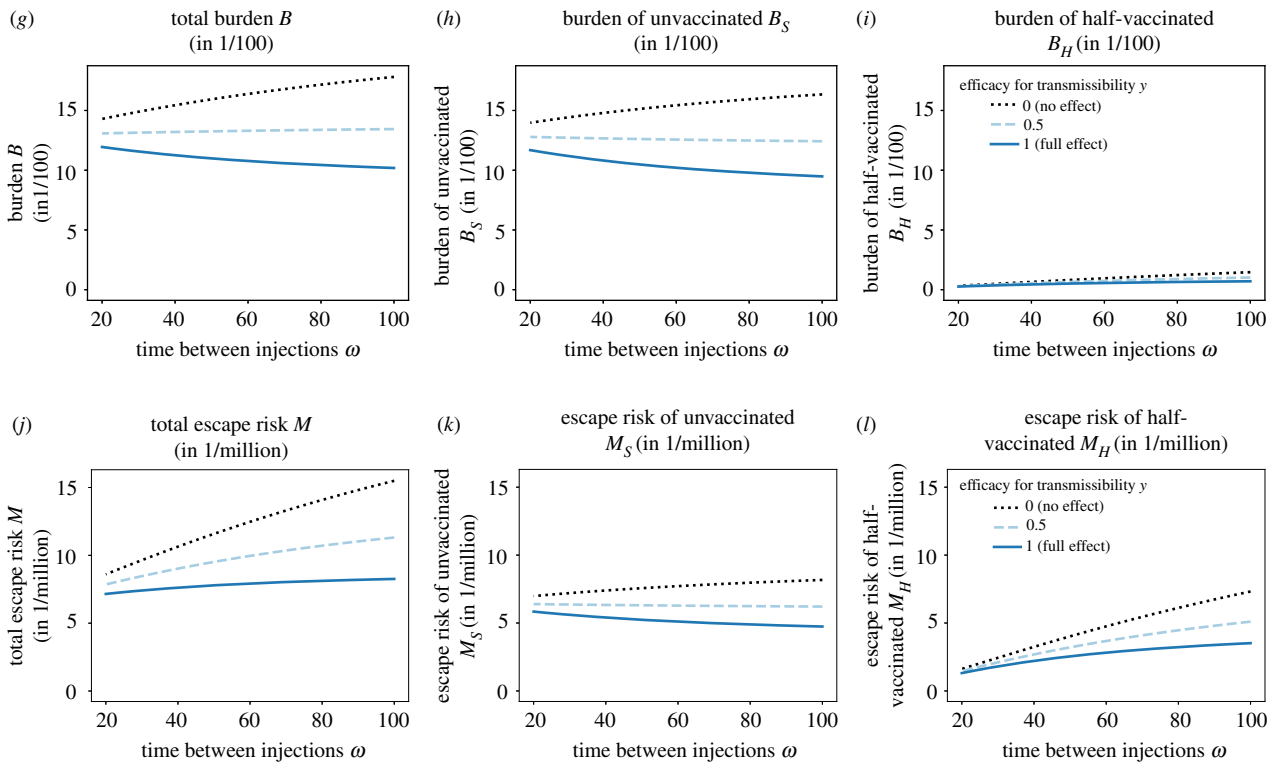 (g)
total burden B
(in 1/100)
burden B
(in1/100)
15
10
5
0
20
40
60
80
100
time between injections ω
(h)
burden of unvaccinated B_S
(in 1/100)
burden of unvaccinated
B_S (in 1/100)
15
10
5
0
20
40
60
80
100
time between injections ω
(i)
burden of half-vaccinated
B_H (in 1/100)
burden of half-vaccinated
B_H (in 1/100)
15
10
5
0
efficacy for transmissibility y
0 (no effect)
0.5
1 (full effect)
20
40
60
80
100
time between injections ω
(j)
total escape risk M
(in 1/million)
total escape risk M
(in 1/million)
15
10
5
0
20
40
60
80
100
time between injections ω
(k)
escape risk of unvaccinated
M_S (in 1/million)
escape risk of unvaccinated
M_S (in 1/million)
15
10
5
0
20
40
60
80
100
time between injections ω
(l)
escape risk of half-
vaccinated M_H (in 1/million)
escape risk of half-
vaccinated M_H (in 1/million)
15
10
5
0
efficacy for transmissibility y
0 (no effect)
0.5
1 (full effect)
20
40
60
80
100
time between injections ω